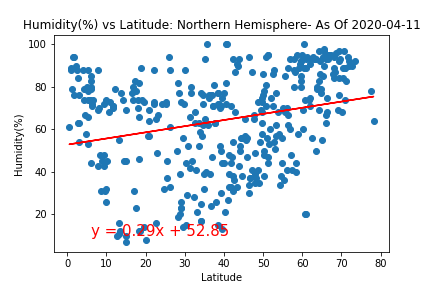 Humidity(%) vs Latitude: Northern Hemisphere- As Of 2020-04-11
100
80
60
40
20
Humidity(%)
y = 0.29x + 52.85
0 10 20 30 40 50 60 70 80
Latitude